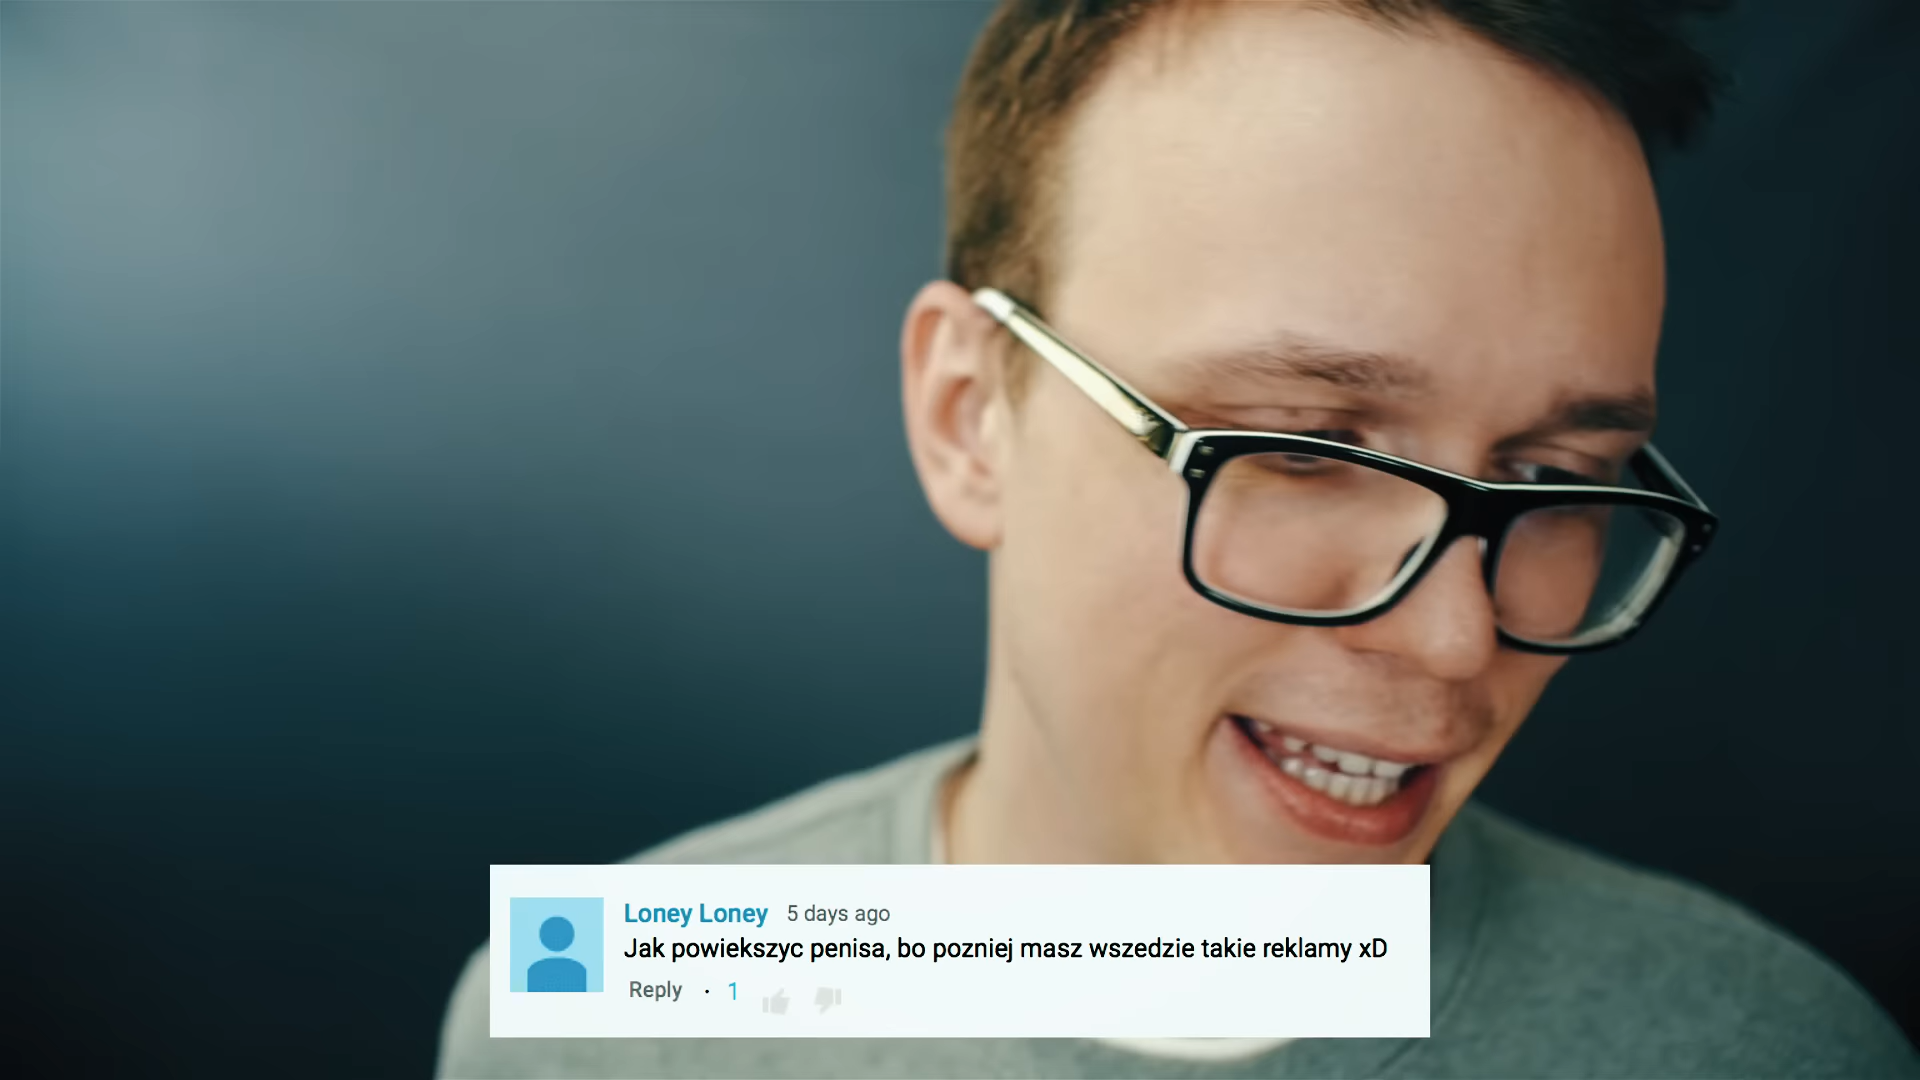 Loney Loney 5 days ago
Jak powiekszyc penisa, bo pozniej masz wszedzie takie reklamy xD
Reply · 1